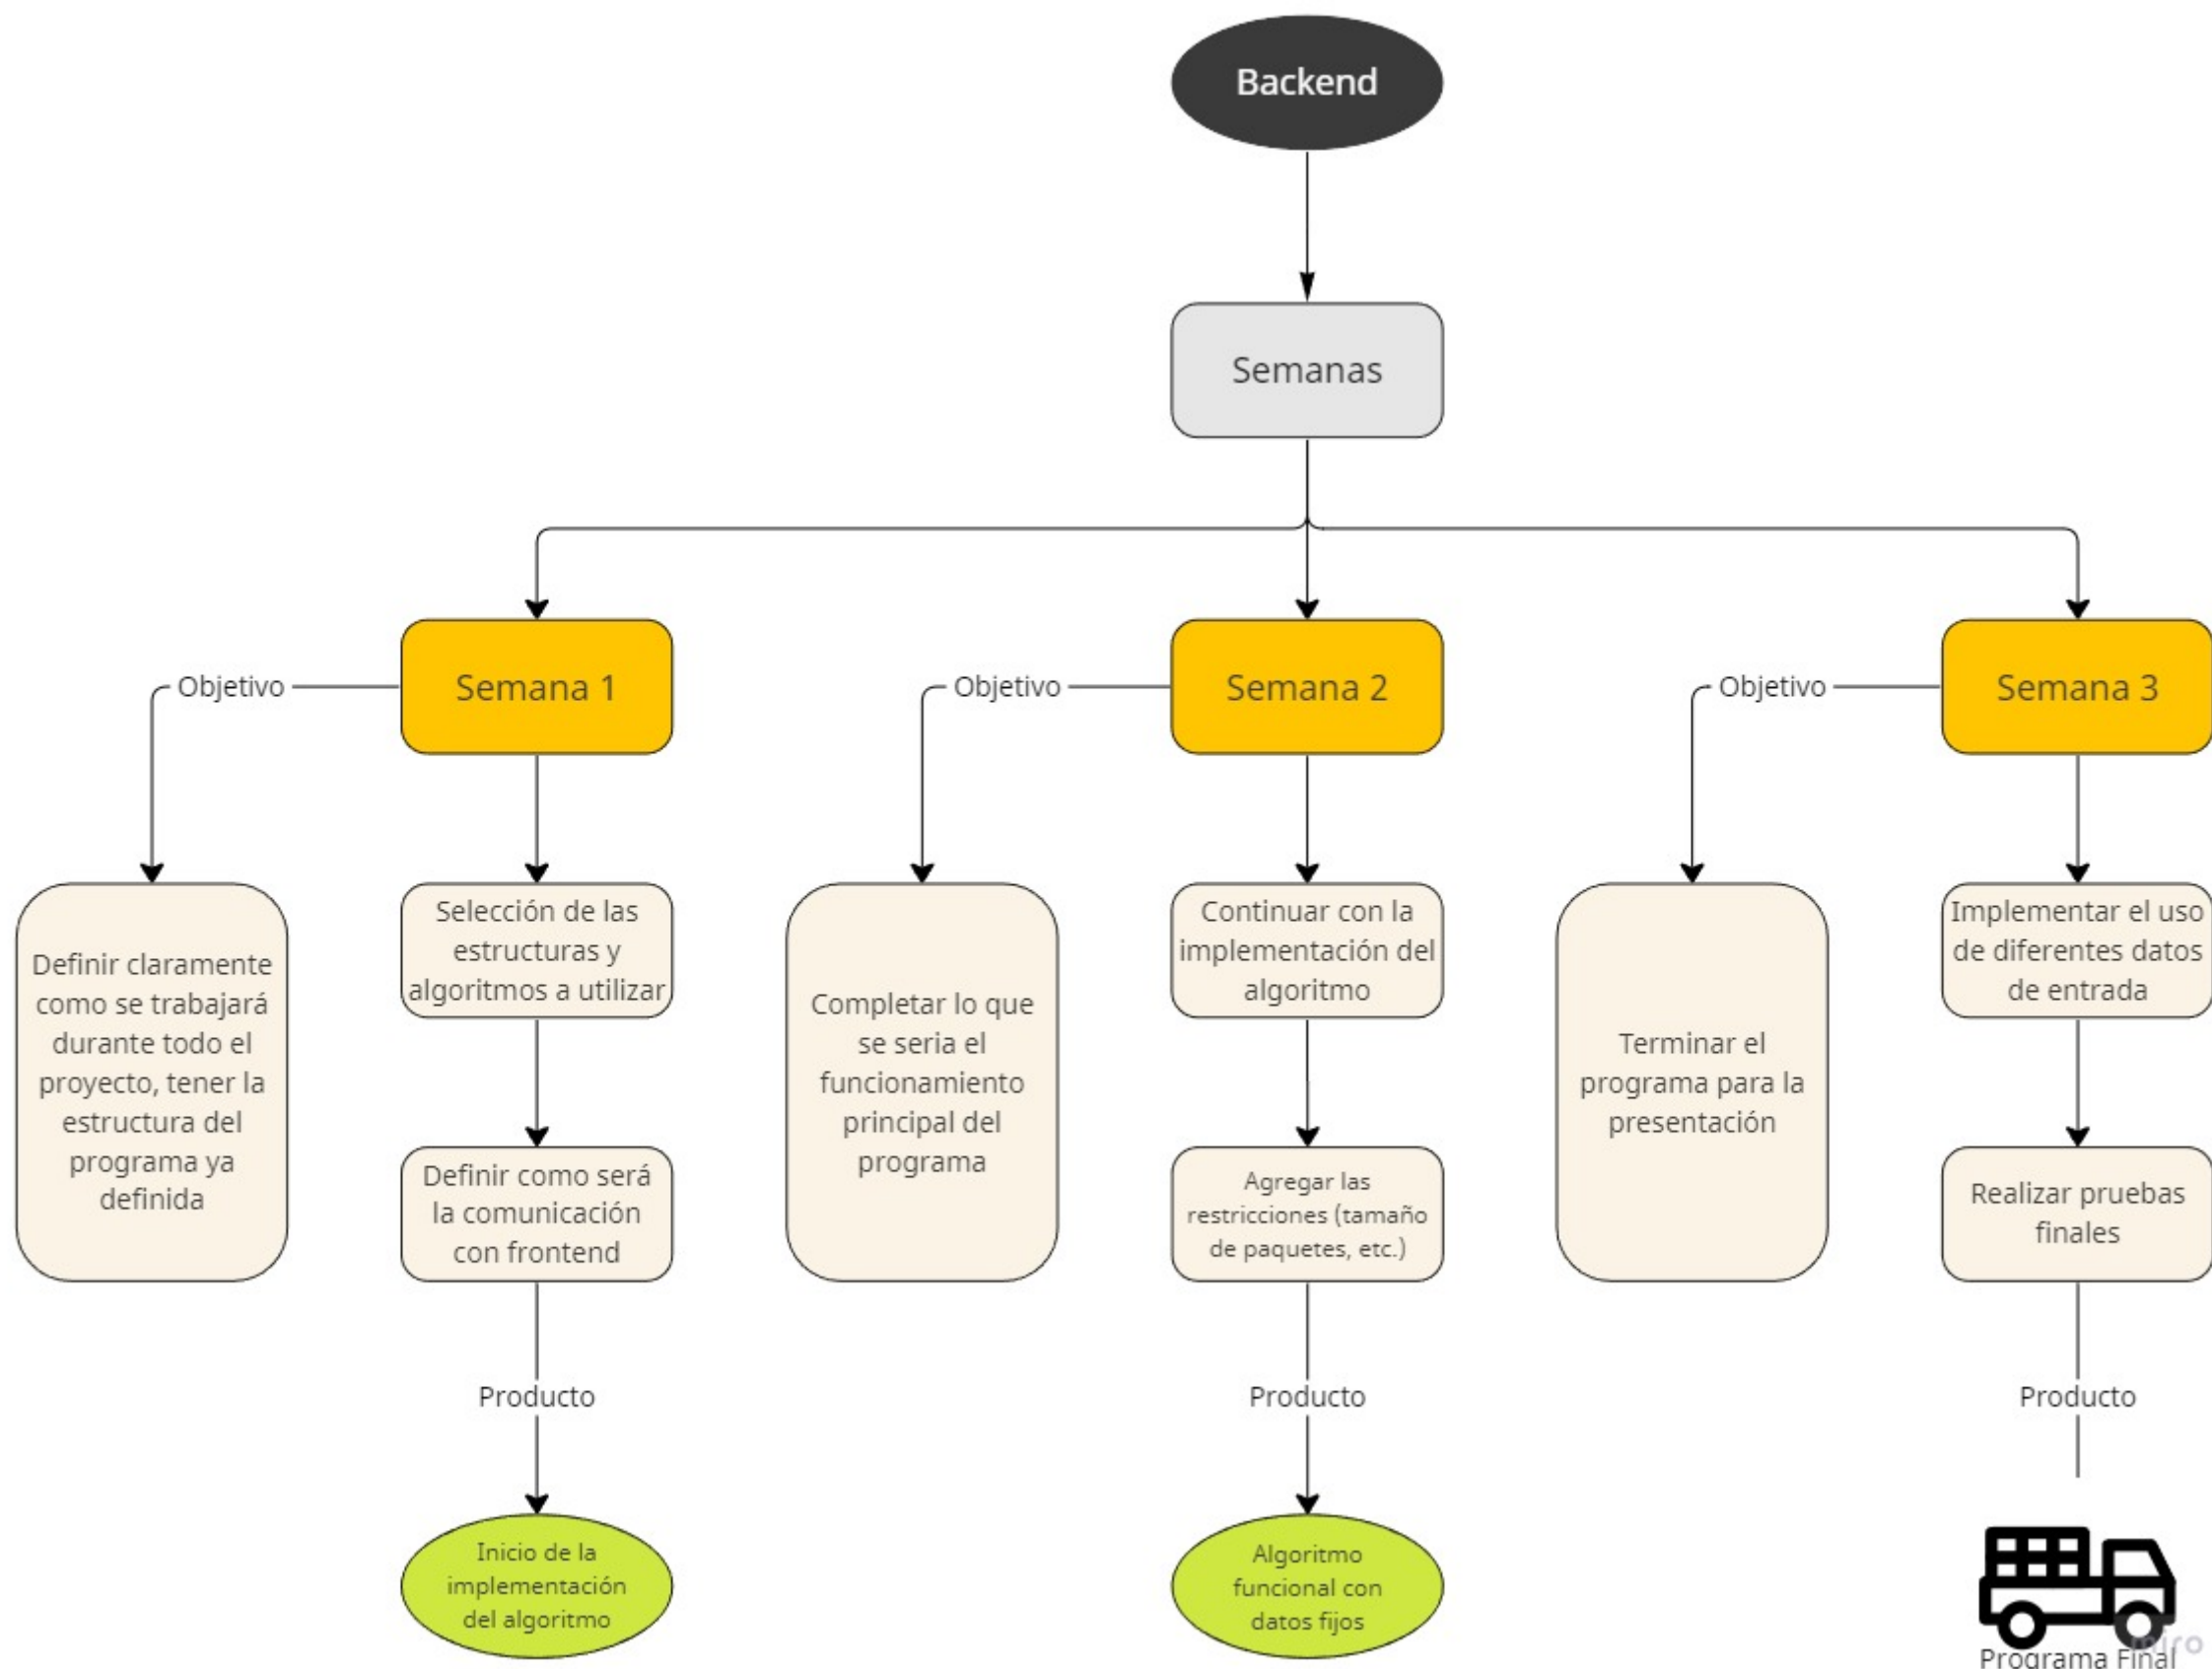 Backend
Semanas
Objetivo
Semana 1
Objetivo
Semana 2
Objetivo
Semana 3
Definir claramente
como se trabajará
durante todo el
proyecto, tener la
estructura del
programa ya
definida
Selección de las
estructuras y
algoritmos a utilizar
Definir como será
la comunicación
con frontend
Producto
Inicio de la
implementación
del algoritmo
Completar lo que
se seria el
funcionamiento
principal del
programa
Continuar con la
implementación del
algoritmo
Agregar las
restricciones (tamaño
de paquetes, etc.)
Producto
Algoritmo
funcional con
datos fijos
Terminar el
programa para la
presentación
Implementar el uso
de diferentes datos
de entrada
Realizar pruebas
finales
Producto
Programa Final
miro